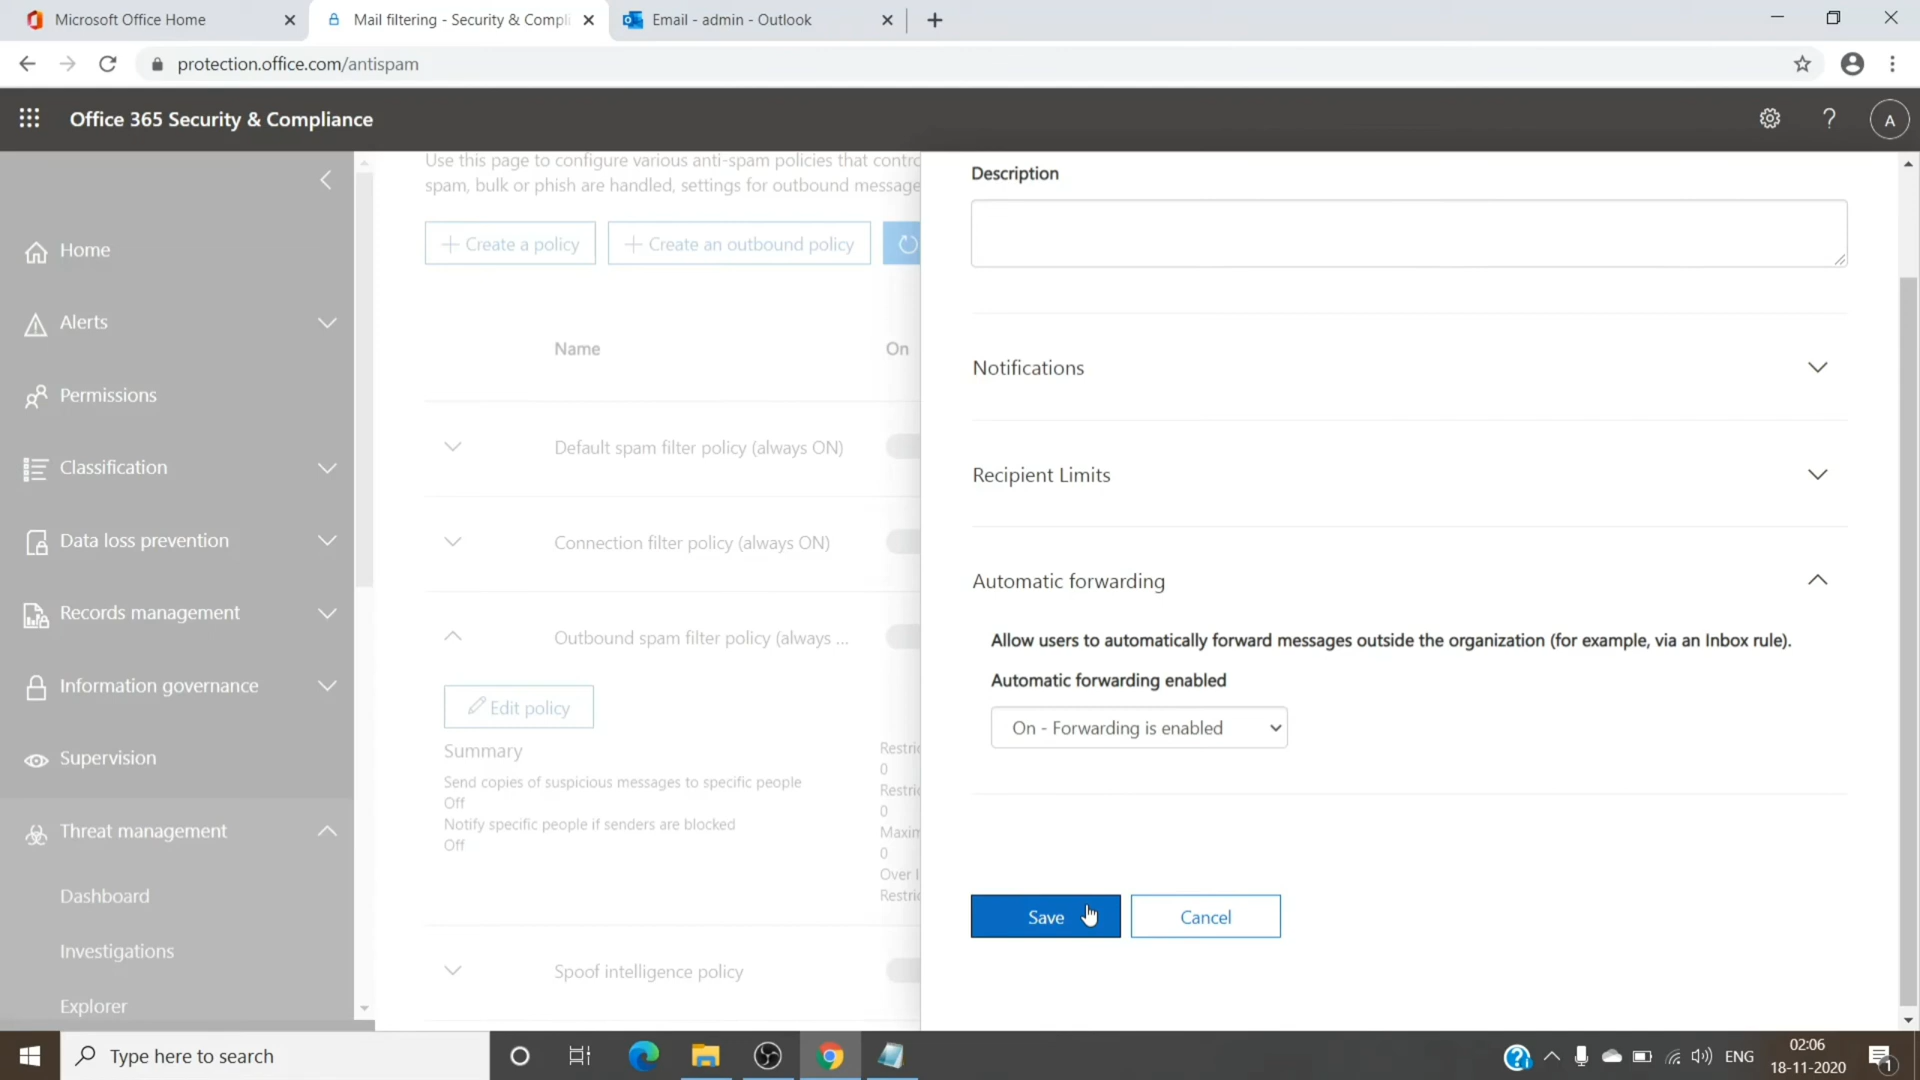 Microsoft Office Home
Mail filtering - Security & Compli
Email - admin - Outlook
protection.office.com/antispam
Office 365 Security & Compliance
A
Home
Alerts
Permissions
Classification
Data loss prevention
Records management
Information governance
Supervision
Threat management
Dashboard
Investigations
Explorer
Use this page to configure various anti-spam policies that contro
spam, bulk or phish are handled, settings for outbound message
Create a policy
Create an outbound policy
Name
On
Default spam filter policy (always ON)
Connection filter policy (always ON)
Outbound spam filter policy (always ...
Edit policy
Summary
Send copies of suspicious messages to specific people
Off
Notify specific people if senders are blocked
Off
Restric
0
Restric
0
Maxim
0
Over l
Restric
Spoof intelligence policy
Description
Notifications
Recipient Limits
Automatic forwarding
Allow users to automatically forward messages outside the organization (for example, via an Inbox rule).
Automatic forwarding enabled
On - Forwarding is enabled
Save
Cancel
Type here to search
ENG
02:06
18-11-2020
1